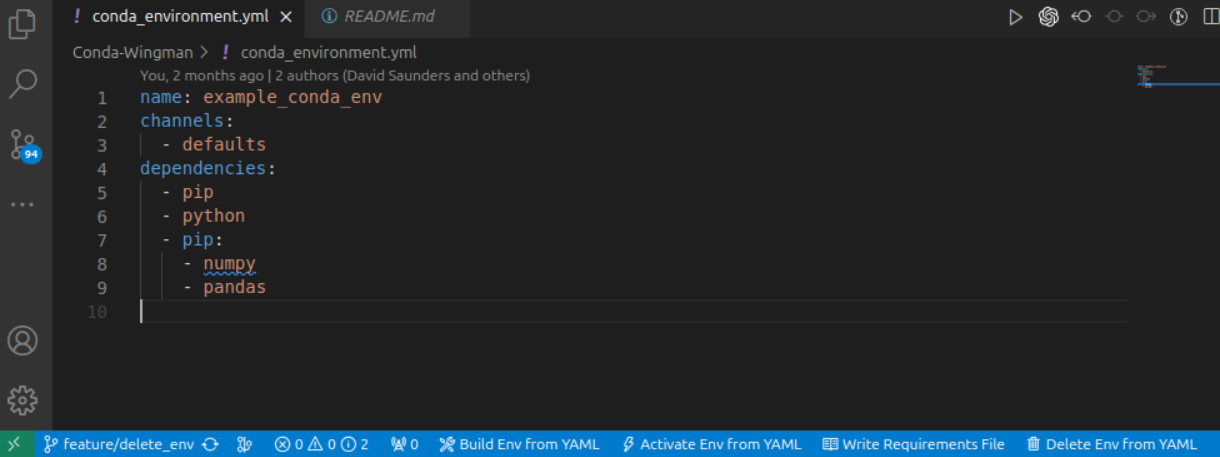 ! conda_environment.yml ×
README.md
Conda-Wingman > ! conda_environment.yml
You, 2 months ago | 2 authors (David Saunders and others)
1 name: example_conda_env
2 channels:
3 - defaults
4 dependencies:
5 - pip
6 - python
7 - pip:
8 - numpy
9 - pandas
10
94
feature/delete_env 0 0 2 0 Build Env from YAML Activate Env from YAML Write Requirements File Delete Env from YAML